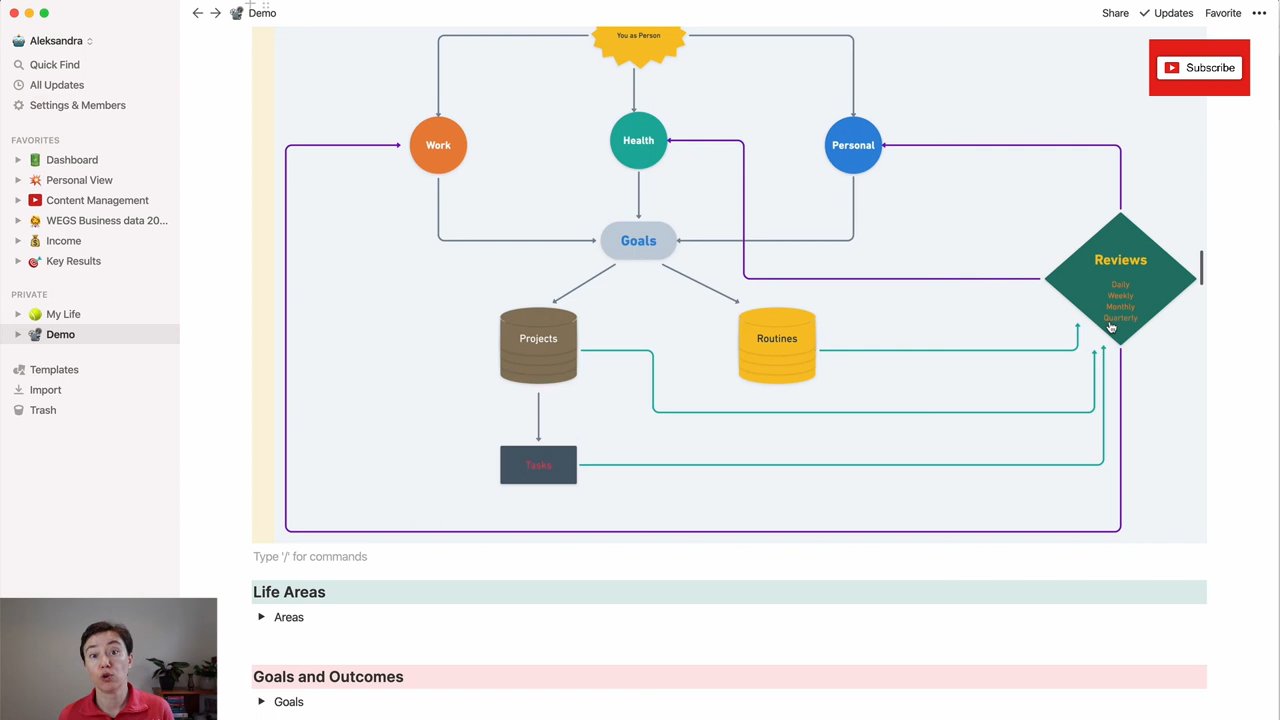 Demo
Share
Updates
Favorite
Aleksandra
Quick Find
All Updates
Settings & Members
FAVORITES
Dashboard
Personal View
Content Management
WEGS Business data 20...
Income
Key Results
PRIVATE
My Life
Demo
Templates
Import
Trash
Subscribe
You as Person
Work
Health
Personal
Goals
Reviews
Daily
Weekly
Monthly
Quarterly
Projects
Routines
Tasks
Type '/' for commands
Life Areas
Areas
Goals and Outcomes
Goals